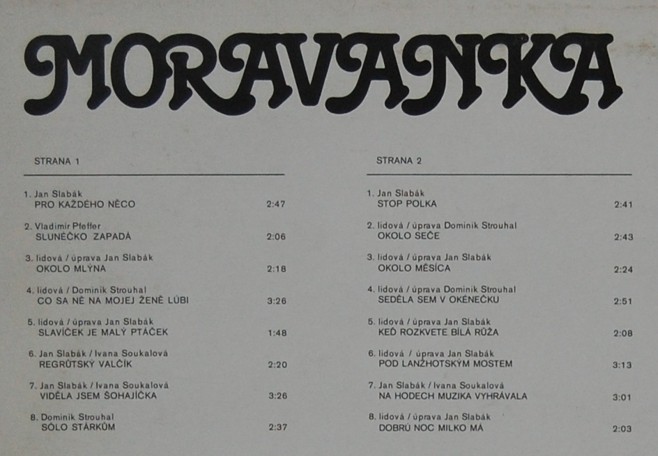 MORAVANKA
STRANA 1
1. Jan Slabák
PRO KAŽDÉHO NĚCO 2:47
2. Vladimír Pfeffer
SLUNÉČKO ZAPADÁ 2:06
3. lidová / úprava Jan Slabák
OKOLO MLÝNA 2:18
4. lidová / Dominik Strouhal
CO SA NĚ NA MOJEJ ŽENĚ LÚBI 3:26
5. lidová / úprava Jan Slabák
SLAVÍČEK JE MALÝ PTÁČEK 1:48
6. Jan Slabák / Ivana Soukalová
REGRŮTSKÝ VALČÍK 2:20
7. Jan Slabák / Ivana Soukalová
VIDĚLA JSEM ŠOHAJÍČKA 3:26
8. Dominik Strouhal
SÓLO STÁRKŮM 2:37
STRANA 2
1. Jan Slabák
STOP POLKA 2:41
2. lidová / úprava Dominik Strouhal
OKOLO SEČE 2:43
3. lidová / úprava Jan Slabák
OKOLO MĚSÍCA 2:24
4. lidová / úprava Dominik Strouhal
SEDĚLA SEM V OKÉNEČKU 2:51
5. lidová / úprava Jan Slabák
KEĎ ROZKVETE BÍLÁ RŮŽA 2:08
6. lidová / úprava Jan Slabák
POD LANŽHOTSKÝM MOSTEM 3:13
7. Jan Slabák / Ivana Soukalová
NA HODECH MUZIKA VYHRÁVALA 3:01
8. lidová / úprava Jan Slabák
DOBRÚ NOC MILKO MÁ 2:03